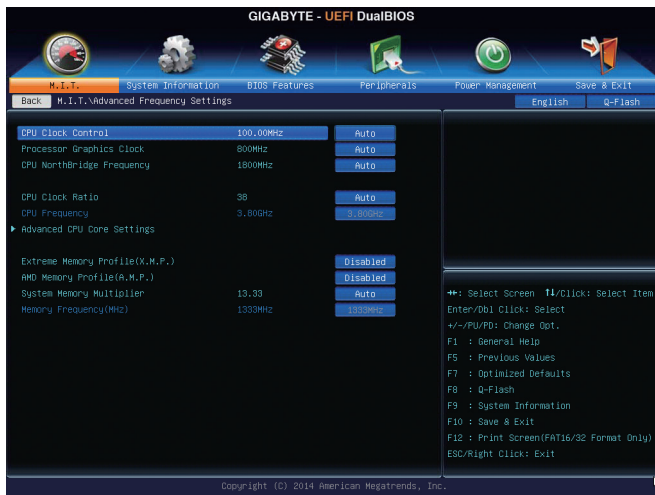 GIGABYTE - UEFI DualBIOS
M.I.T. System Information BIOS Features Peripherals Power Management Save & Exit
Back M.I.T.\Advanced Frequency Settings English Q-Flash
CPU Clock Control 100.00MHz Auto
Processor Graphics Clock 800MHz Auto
CPU NorthBridge Frequency 1800MHz Auto
CPU Clock Ratio 38 Auto
CPU Frequency 3.80GHz 3.80GHz
Advanced CPU Core Settings
Extreme Memory Profile(X.M.P.) Disabled
AMD Memory Profile(A.M.P.) Disabled
System Memory Multiplier 13.33 Auto
Memory Frequency(MHz) 1333MHz 1333MHz
→←: Select Screen ↑↓/Click: Select Item
Enter/Dbl Click: Select
+/-/PU/PD: Change Opt.
F1 : General Help
F5 : Previous Values
F7 : Optimized Defaults
F8 : Q-Flash
F9 : System Information
F10 : Save & Exit
F12 : Print Screen(FAT16/32 Format Only)
ESC/Right Click: Exit
Copyright (C) 2014 American Megatrends, Inc.